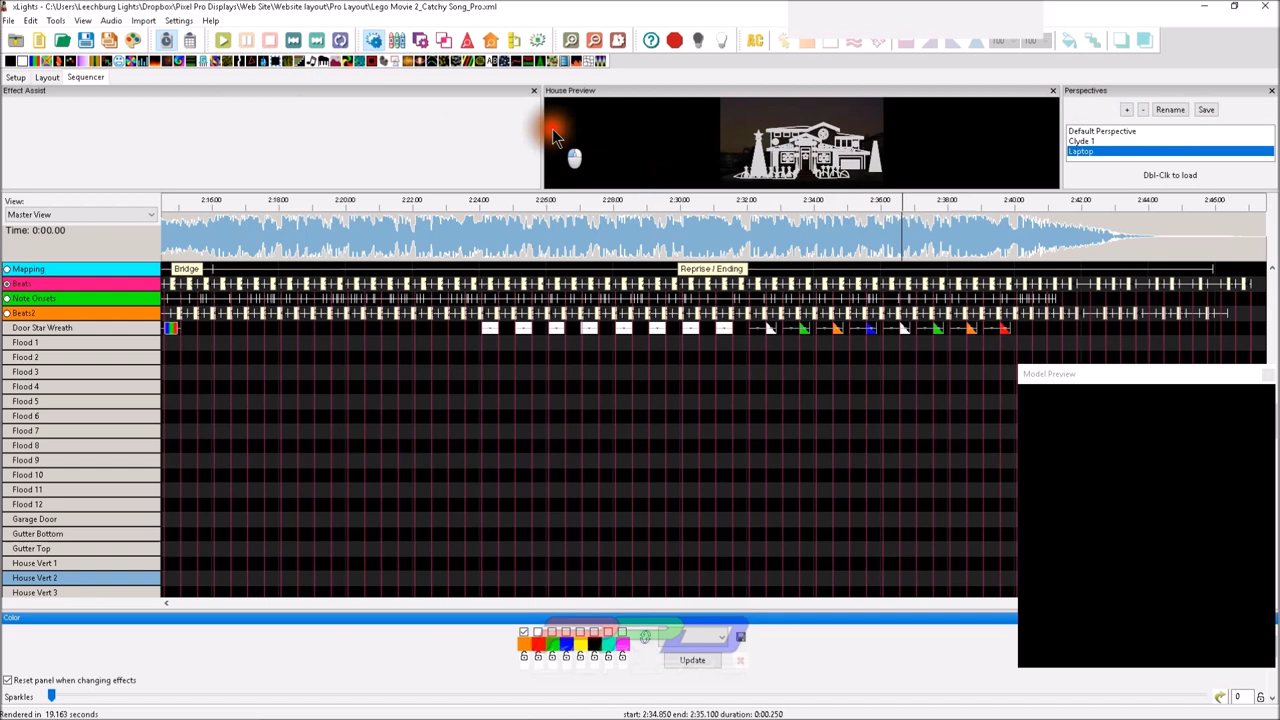 xLights - C:\Users\Leechburg Lights\Dropbox\Pixel Pro Displays\Web Site\Website layout\Pro Layout\Lego Movie 2_Catchy Song_Pro.xml
File Edit Tools View Audio Import Settings Help
AC 100 100
Setup Layout Sequencer
Effect Assist House Preview Perspectives
+ - Rename Save
Default Perspective
Clyde 1
Laptop
Dbl-Clk to load
View:
Master View
Time: 0:00.00
2:16.00 2:18.00 2:20.00 2:22.00 2:24.00 2:26.00 2:28.00 2:30.00 2:32.00 2:34.00 2:36.00 2:38.00 2:40.00 2:42.00 2:44.00 2:46.00
Mapping Bridge Reprise / Ending
Beats
Note Onsets
Beats2
Door Star Wreath
Flood 1
Flood 2
Flood 3
Flood 4
Flood 5
Flood 6
Flood 7
Flood 8
Flood 9
Flood 10
Flood 11
Flood 12
Garage Door
Gutter Bottom
Gutter Top
House Vert 1
House Vert 2
House Vert 3
Model Preview
Color
Update
Reset panel when changing effects
Sparkles 0
Rendered in 19.163 seconds start: 2:34.850 end: 2:35.100 duration: 0:00.250